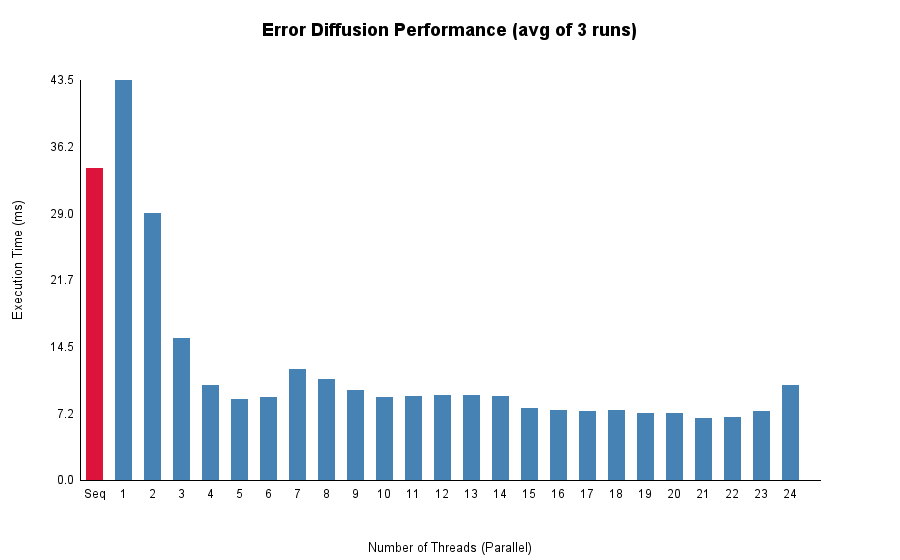 Error Diffusion Performance (avg of 3 runs)
43.5
36.2
29.0
21.7
14.5
7.2
0.0
Execution Time (ms)
Seq 1 2 3 4 5 6 7 8 9 10 11 12 13 14 15 16 17 18 19 20 21 22 23 24
Number of Threads (Parallel)